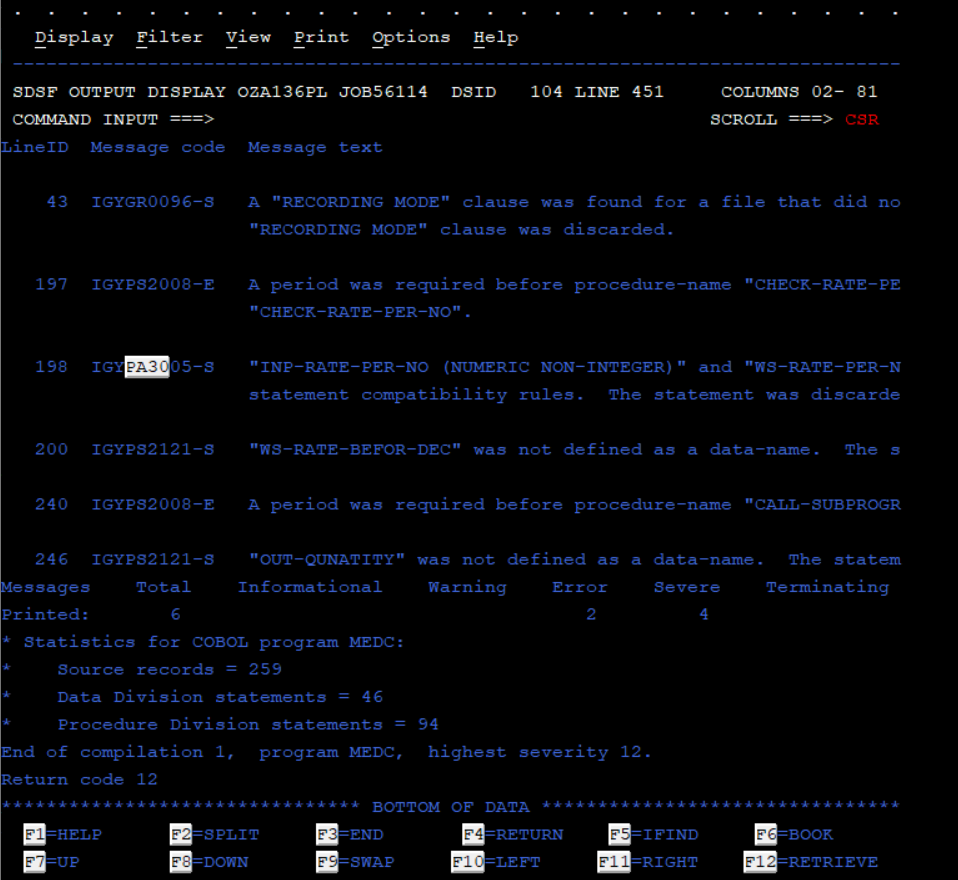 Display Filter View Print Options Help
SDSF OUTPUT DISPLAY OZA136PL JOB56114 DSID 104 LINE 451 COLUMNS 02- 81
COMMAND INPUT ===> SCROLL ===> CSR
LineID Message code Message text
43 IGYGR0096-S A "RECORDING MODE" clause was found for a file that did no
"RECORDING MODE" clause was discarded.
197 IGYPS2008-E A period was required before procedure-name "CHECK-RATE-PE
"CHECK-RATE-PER-NO".
198 IGYPA3005-S "INP-RATE-PER-NO (NUMERIC NON-INTEGER)" and "WS-RATE-PER-N
statement compatibility rules. The statement was discarde
200 IGYPS2121-S "WS-RATE-BEFOR-DEC" was not defined as a data-name. The s
240 IGYPS2008-E A period was required before procedure-name "CALL-SUBPROGR
246 IGYPS2121-S "OUT-QUNATITY" was not defined as a data-name. The statem
Messages Total Informational Warning Error Severe Terminating
Printed: 6 2 4
* Statistics for COBOL program MEDC:
* Source records = 259
* Data Division statements = 46
* Procedure Division statements = 94
End of compilation 1, program MEDC, highest severity 12.
Return code 12
******************************** BOTTOM OF DATA ********************************
F1=HELP F2=SPLIT F3=END F4=RETURN F5=IFIND F6=BOOK
F7=UP F8=DOWN F9=SWAP F10=LEFT F11=RIGHT F12=RETRIEVE